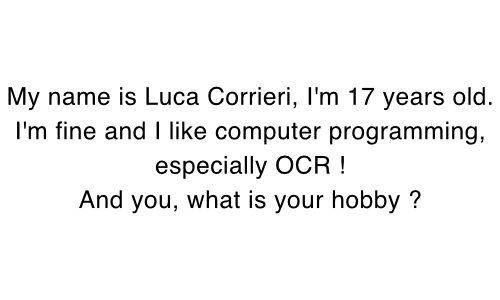 My name is Luca Corrieri, I'm 17 years old.
I'm fine and I like computer programming,
especially OCR !
And you, what is your hobby ?